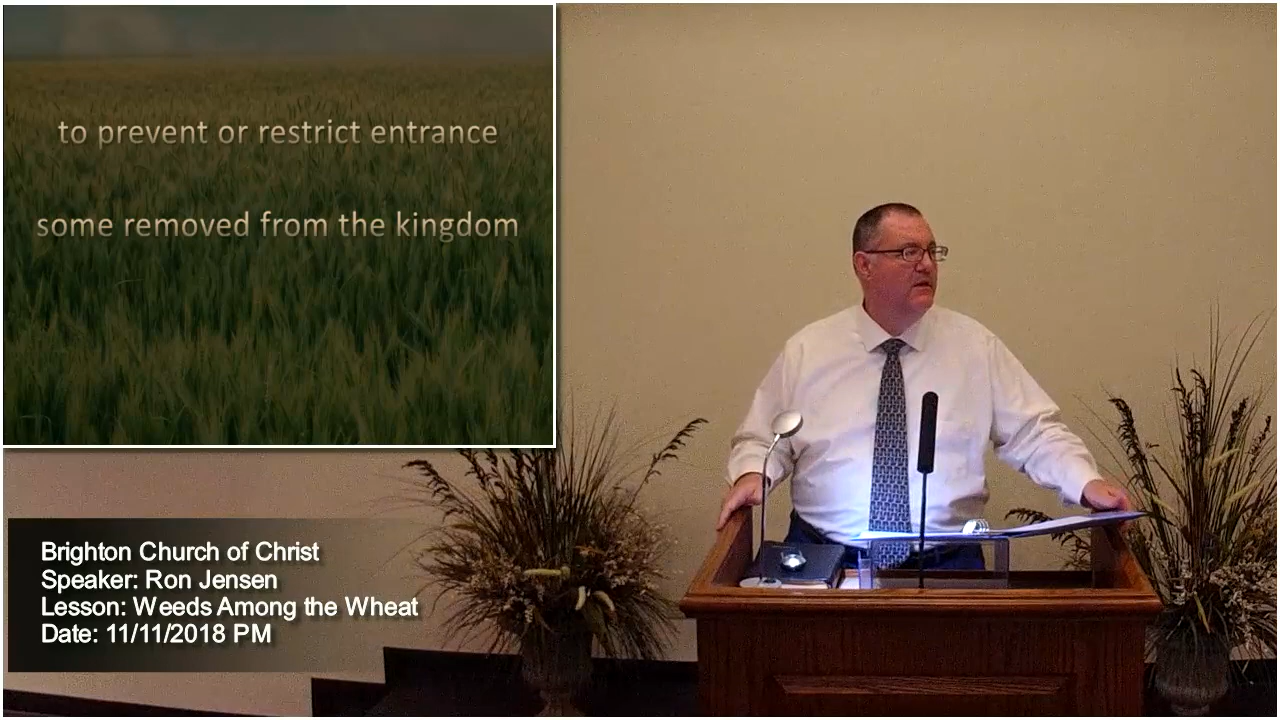 to prevent or restrict entrance
some removed from the kingdom
Brighton Church of Christ
Speaker: Ron Jensen
Lesson: Weeds Among the Wheat
Date: 11/11/2018 PM